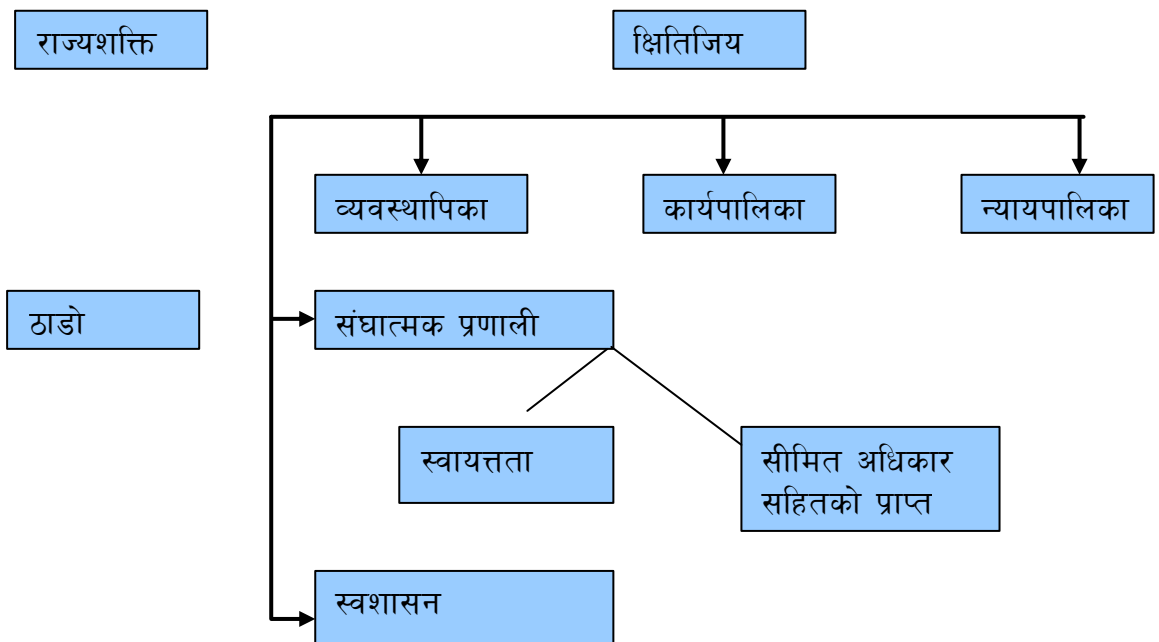 राज्यशक्ति
क्षितिजिय
व्यवस्थापिका
कार्यपालिका
न्यायपालिका
ठाडो
संघात्मक प्रणाली
स्वायत्तता
सीमित अधिकार
सहितको प्राप्त
स्वशासन